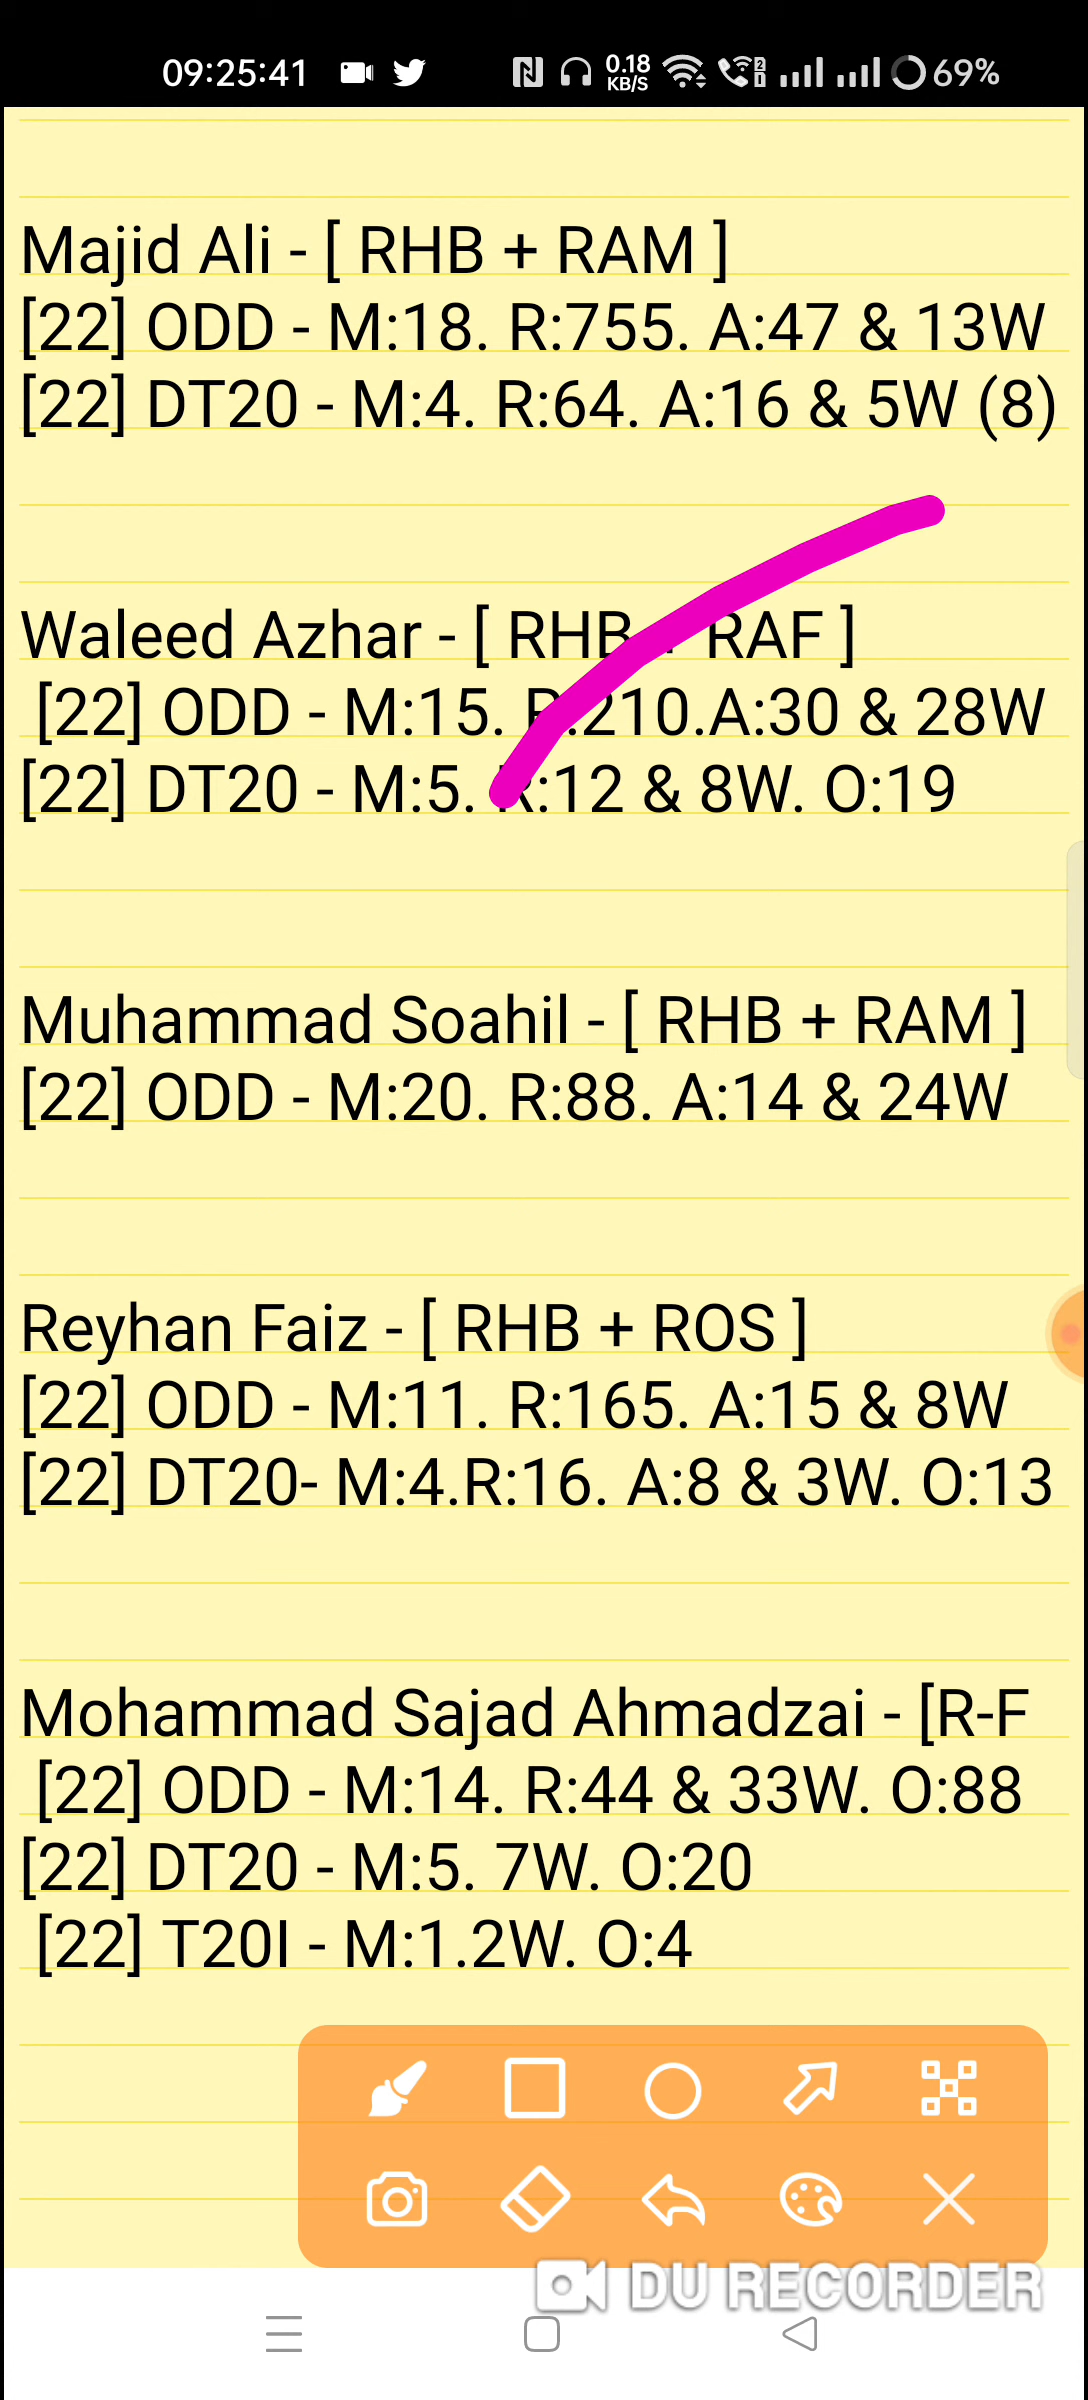 09:25:41 0.18 KB/S 2 1 69%
Majid Ali - [ RHB + RAM ]
[22] ODD - M:18. R:755. A:47 & 13W
[22] DT20 - M:4. R:64. A:16 & 5W (8)
Waleed Azhar - [ RHB + RAF ]
[22] ODD - M:15. R:210.A:30 & 28W
[22] DT20 - M:5. R:12 & 8W. O:19
Muhammad Soahil - [ RHB + RAM ]
[22] ODD - M:20. R:88. A:14 & 24W
Reyhan Faiz - [ RHB + ROS ]
[22] ODD - M:11. R:165. A:15 & 8W
[22] DT20- M:4.R:16. A:8 & 3W. O:13
Mohammad Sajad Ahmadzai - [R-F
[22] ODD - M:14. R:44 & 33W. O:88
[22] DT20 - M:5. 7W. O:20
[22] T20I - M:1.2W. O:4
DU RECORDER